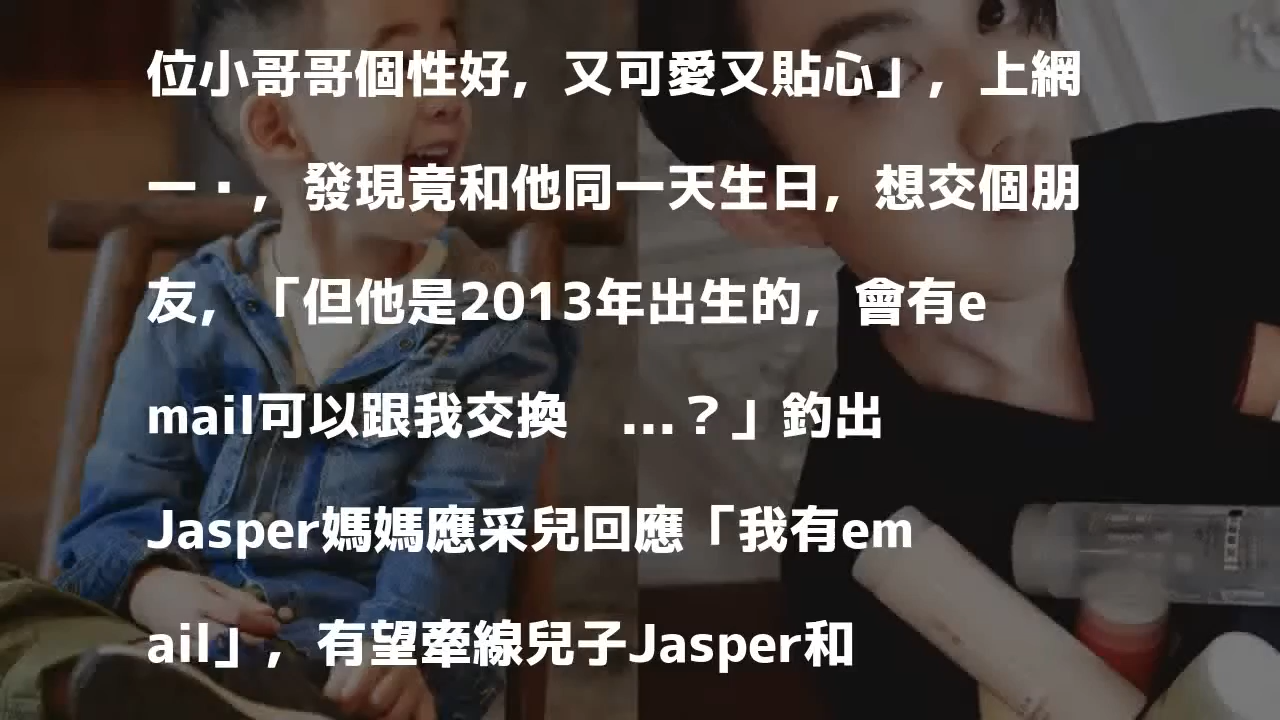 位小哥哥個性好，又可愛又貼心」，上網
一·，發現竟和他同一天生日，想交個朋
友，「但他是2013年出生的，會有e
mail可以跟我交換　...？」釣出
Jasper媽媽應采兒回應「我有em
ail」，有望牽線兒子Jasper和